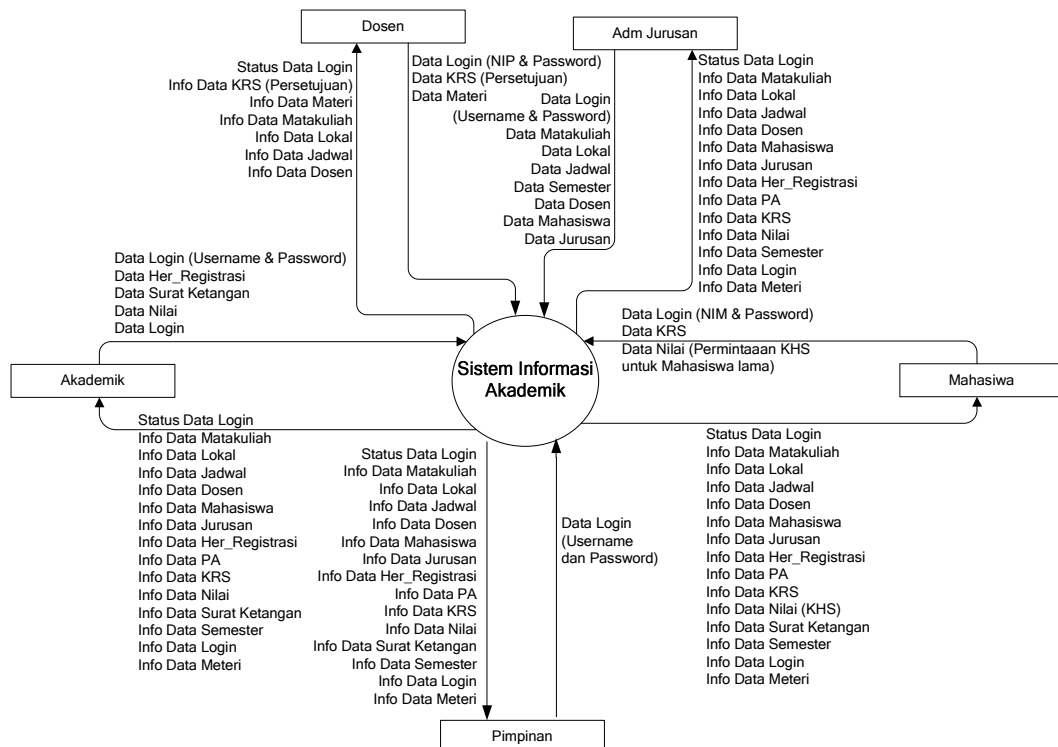 Dosen
Adm Jurusan
Status Data Login
Info Data KRS (Persetujuan)
Info Data Materi
Info Data Matakuliah
Info Data Lokal
Info Data Jadwal
Info Data Dosen
Data Login (NIP & Password)
Data KRS (Persetujuan)
Data Materi
Data Login
(Username & Password)
Data Matakuliah
Data Lokal
Data Jadwal
Data Semester
Data Dosen
Data Mahasiswa
Data Jurusan
Status Data Login
Info Data Matakuliah
Info Data Lokal
Info Data Jadwal
Info Data Dosen
Info Data Mahasiswa
Info Data Jurusan
Info Data Her_Registrasi
Info Data PA
Info Data KRS
Info Data Nilai
Info Data Semester
Info Data Login
Info Data Meteri
Data Login (Username & Password)
Data Her_Registrasi
Data Surat Ketangan
Data Nilai
Data Login
Data Login (NIM & Password)
Data KRS
Data Nilai (Permintaaan KHS
untuk Mahasiswa lama)
Akademik
Sistem Informasi
Akademik
Mahasiwa
Status Data Login
Info Data Matakuliah
Info Data Lokal
Info Data Jadwal
Info Data Dosen
Info Data Mahasiswa
Info Data Jurusan
Info Data Her_Registrasi
Info Data PA
Info Data KRS
Info Data Nilai
Info Data Surat Ketangan
Info Data Semester
Info Data Login
Info Data Meteri
Status Data Login
Info Data Matakuliah
Info Data Lokal
Info Data Jadwal
Info Data Dosen
Info Data Mahasiswa
Info Data Jurusan
Info Data Her_Registrasi
Info Data PA
Info Data KRS
Info Data Nilai
Info Data Surat Ketangan
Info Data Semester
Info Data Login
Info Data Meteri
Data Login
(Username
dan Password)
Status Data Login
Info Data Matakuliah
Info Data Lokal
Info Data Jadwal
Info Data Dosen
Info Data Mahasiswa
Info Data Jurusan
Info Data Her_Registrasi
Info Data PA
Info Data KRS
Info Data Nilai (KHS)
Info Data Surat Ketangan
Info Data Semester
Info Data Login
Info Data Meteri
Pimpinan